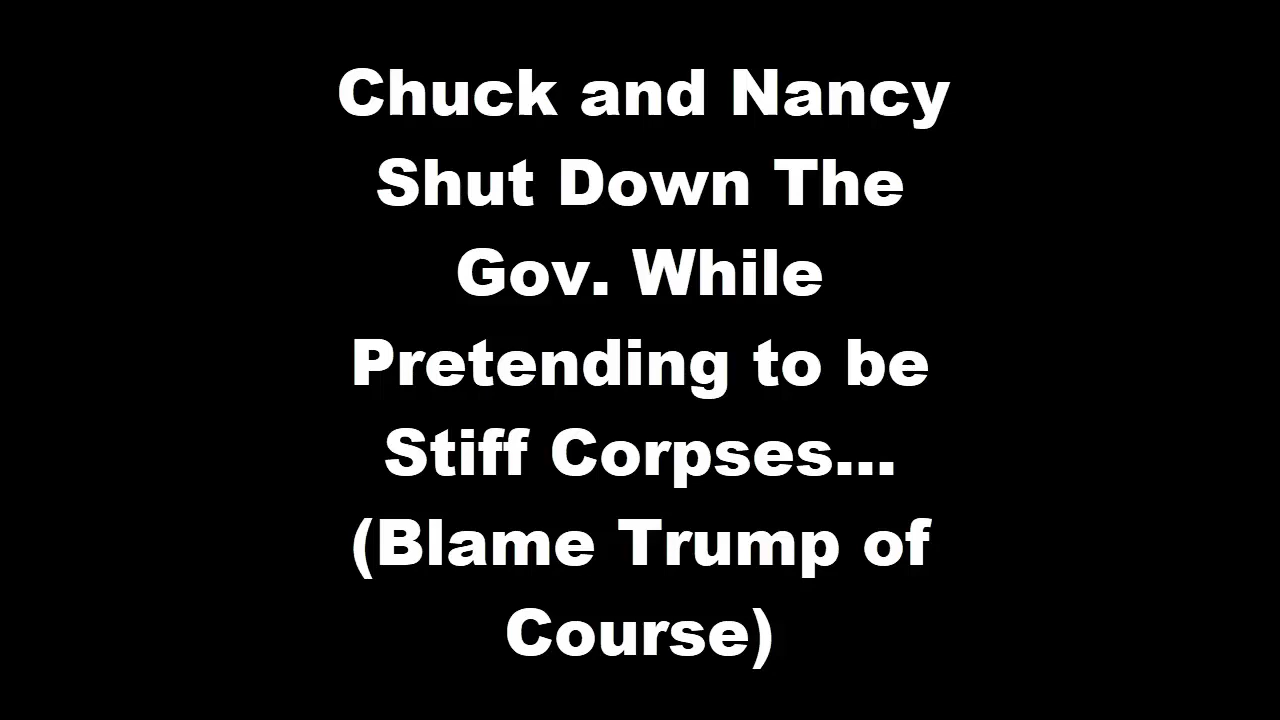 Chuck and Nancy
Shut Down The
Gov. While
Pretending to be
Stiff Corpses...
(Blame Trump of
Course)